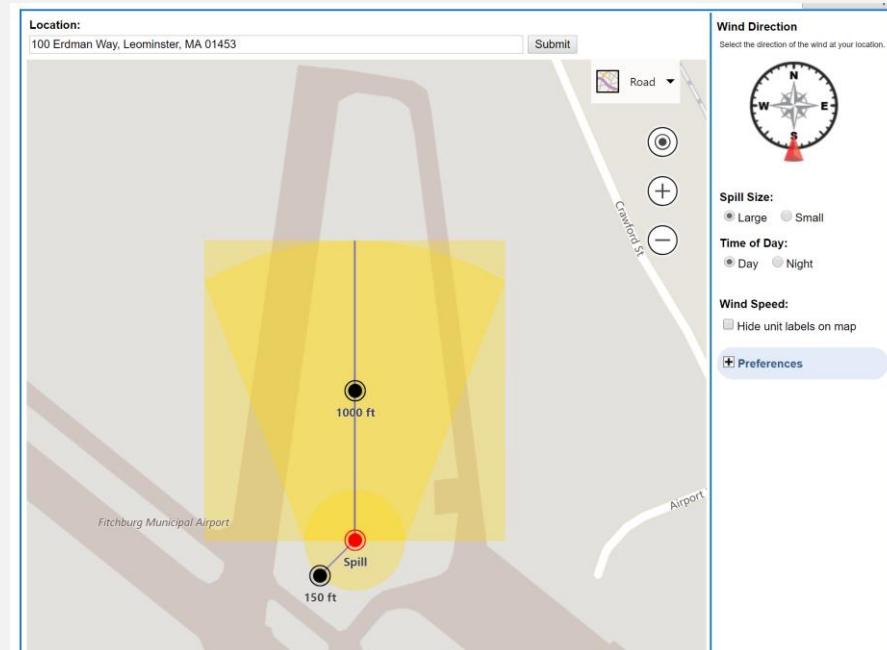 Location:
100 Erdman Way, Leominster, MA 01453
Submit
Road
Crawford St
1000 ft
Fitchburg Municipal Airport
Airport
Spill
150 ft
Wind Direction
Select the direction of the wind at your location.
N
W E
S
Spill Size:
Large Small
Time of Day:
Day Night
Wind Speed:
Hide unit labels on map
Preferences